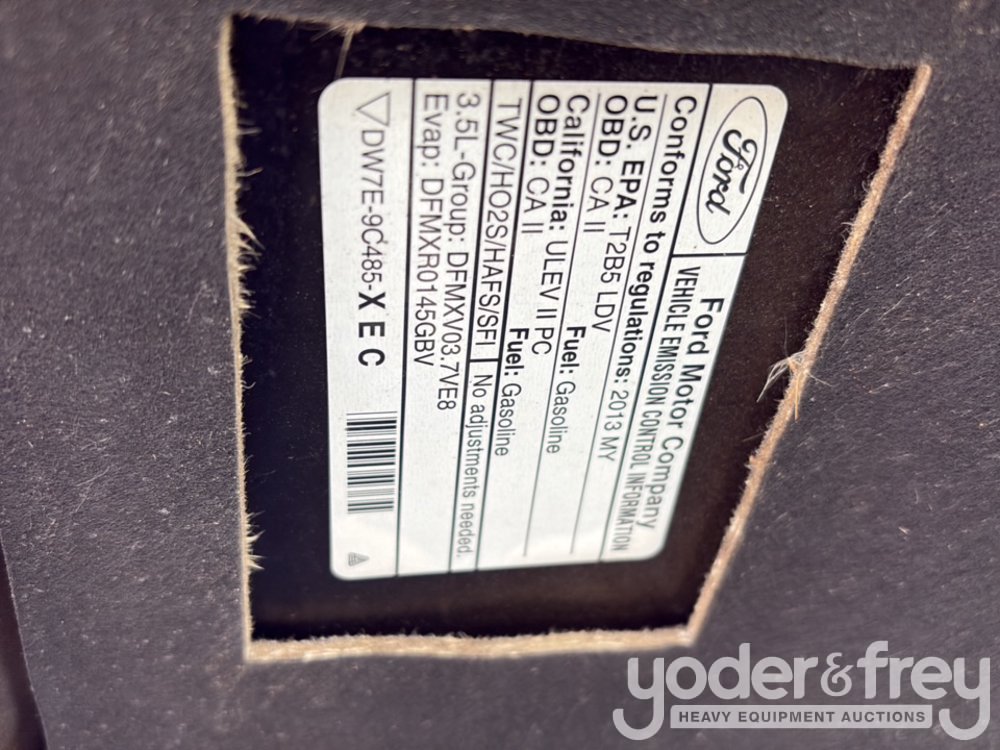 Ford
Ford Motor Company
VEHICLE EMISSION CONTROL INFORMATION
Conforms to regulations: 2013 MY
U.S. EPA: T2B5 LDV
OBD: CA II Fuel: Gasoline
California: ULEV II PC
OBD: CA II Fuel: Gasoline
TWC/HO2S/HAFS/SFI No adjustments needed.
3.5L-Group: DFMXV03.7VE8
Evap: DFMXR0145GBV
DW7E-9C485-X E C
yoder&frey
HEAVY EQUIPMENT AUCTIONS